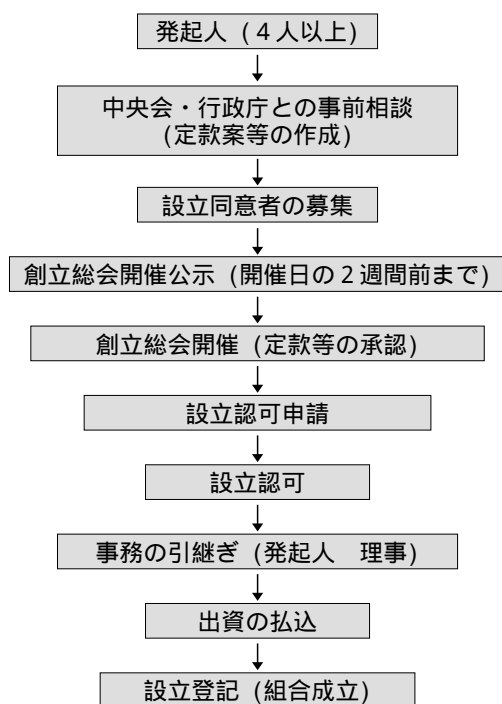 発起人（４人以上）
中央会・行政庁との事前相談
（定款案等の作成）
設立同意者の募集
創立総会開催公示（開催日の２週間前まで）
創立総会開催（定款等の承認）
設立認可申請
設立認可
事務の引継ぎ（発起人　理事）
出資の払込
設立登記（組合成立）